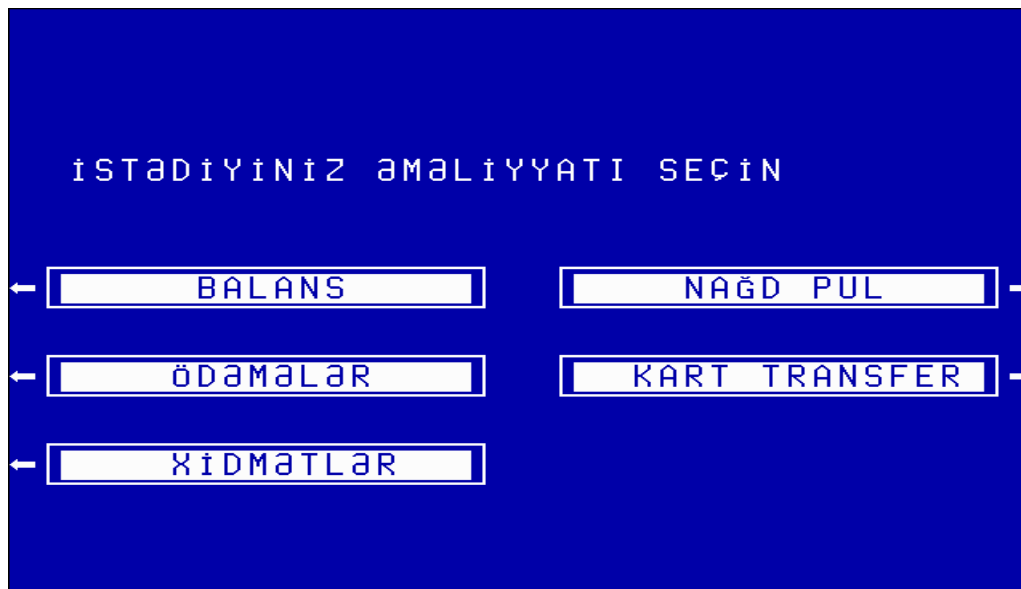 İSTƏDİYİNİZ ƏMƏLİYYATI SEÇİN
BALANS
NAĞD PUL
ÖDƏMƏLƏR
KART TRANSFER
XİDMƏTLƏR